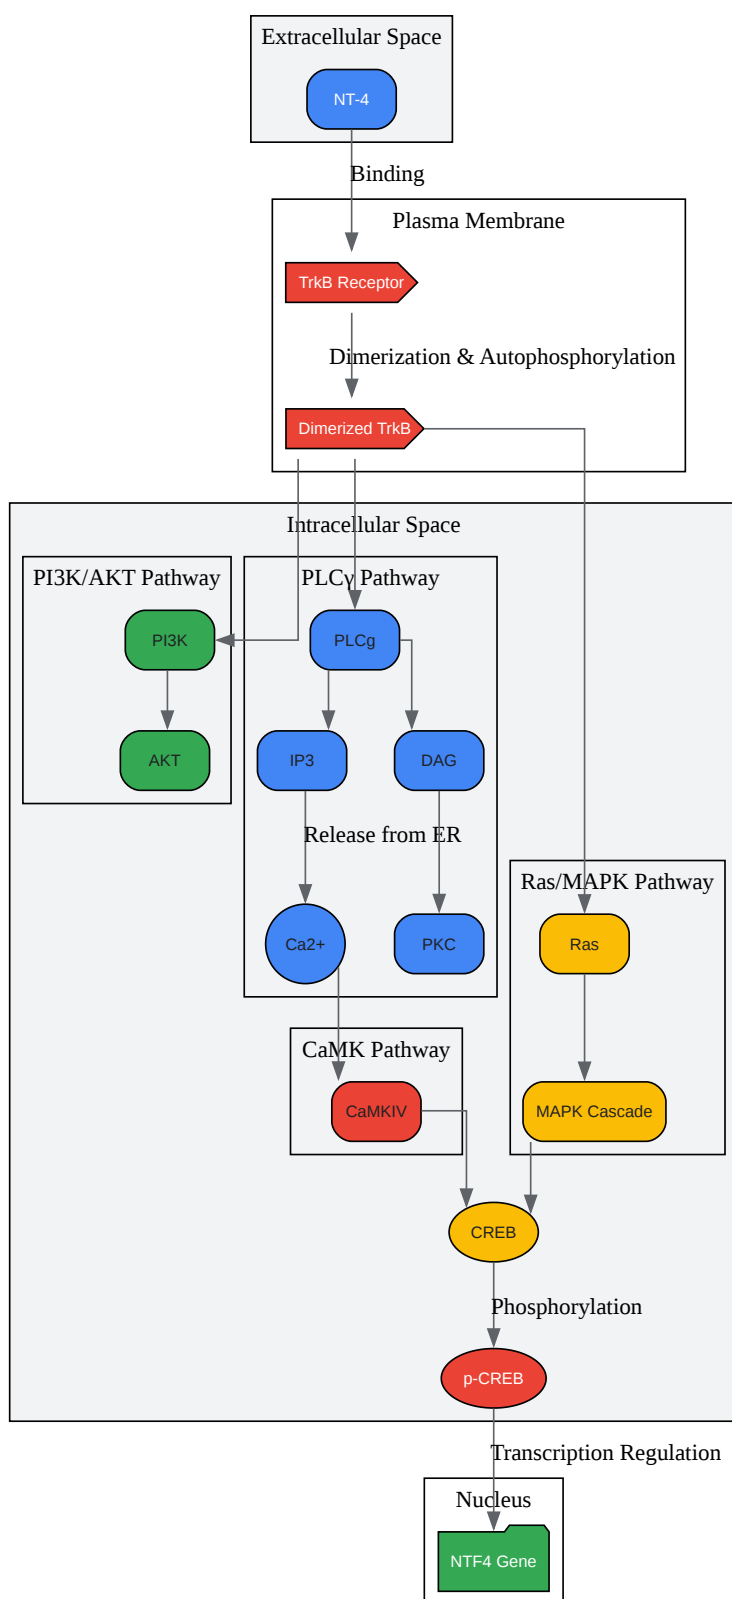 Extracellular Space
NT-4
Binding
Plasma Membrane
TrkB Receptor
Dimerization & Autophosphorylation
Dimerized TrkB
Intracellular Space
PI3K/AKT Pathway
PLCγ Pathway
PI3K
PLCg
AKT
IP3
DAG
Release from ER
Ras/MAPK Pathway
Ca2+
PKC
Ras
CaMK Pathway
CaMKIV
MAPK Cascade
CREB
Phosphorylation
p-CREB
Transcription Regulation
Nucleus
NTF4 Gene